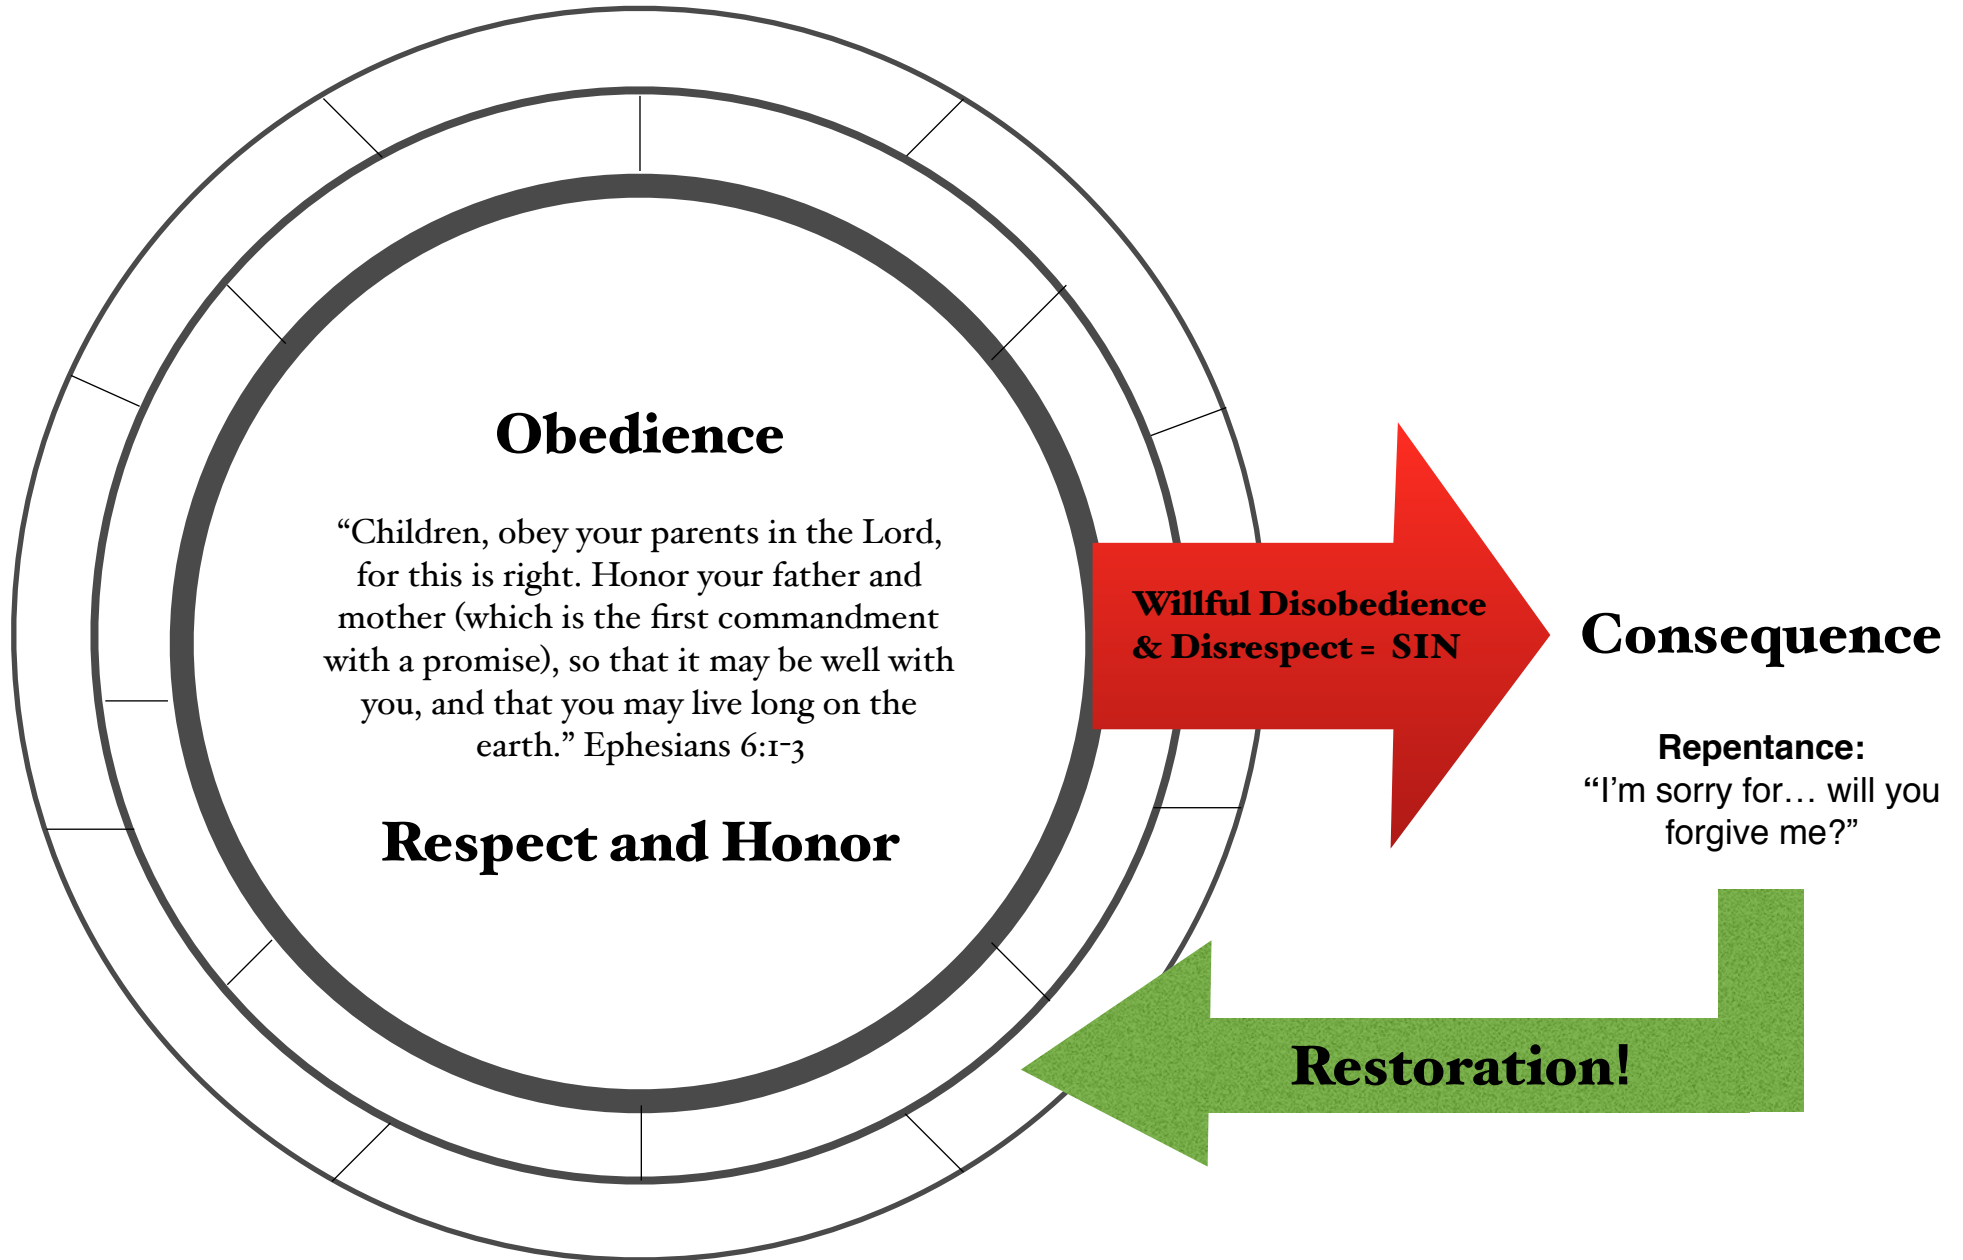 Obedience
“Children, obey your parents in the Lord,
for this is right. Honor your father and
mother (which is the first commandment
with a promise), so that it may be well with
you, and that you may live long on the
earth.” Ephesians 6:1-3
Respect and Honor
Willful Disobedience
& Disrespect = SIN
Consequence
Repentance:
“I’m sorry for… will you
forgive me?”
Restoration!